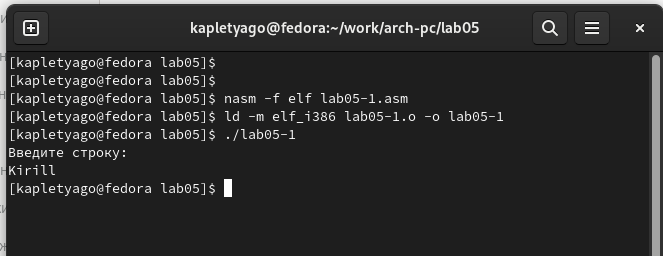 kapletyago@fedora:~/work/arch-pc/lab05
[kapletyago@fedora lab05]$
[kapletyago@fedora lab05]$
[kapletyago@fedora lab05]$ nasm -f elf lab05-1.asm
[kapletyago@fedora lab05]$ ld -m elf_i386 lab05-1.o -o lab05-1
[kapletyago@fedora lab05]$ ./lab05-1
Введите строку:
Kirill
[kapletyago@fedora lab05]$